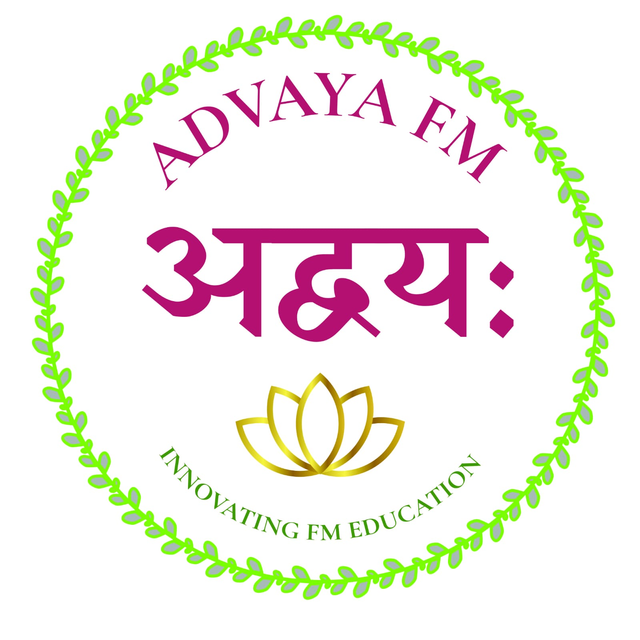 ADVAYA FM
अद्वयः
INNOVATING FM EDUCATION